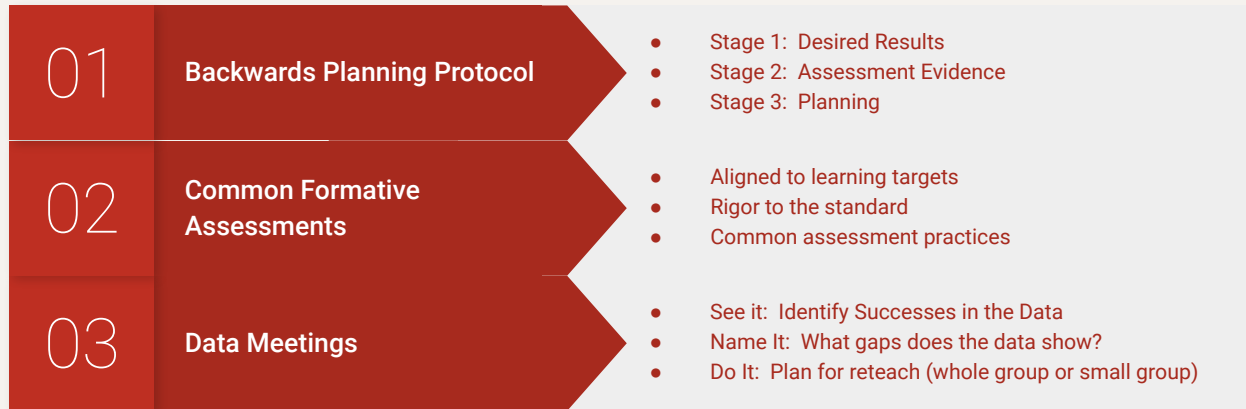 01
Backwards Planning Protocol
● Stage 1: Desired Results
● Stage 2: Assessment Evidence
● Stage 3: Planning
02
Common Formative
Assessments
● Aligned to learning targets
● Rigor to the standard
● Common assessment practices
03
Data Meetings
● See it: Identify Successes in the Data
● Name It: What gaps does the data show?
● Do It: Plan for reteach (whole group or small group)